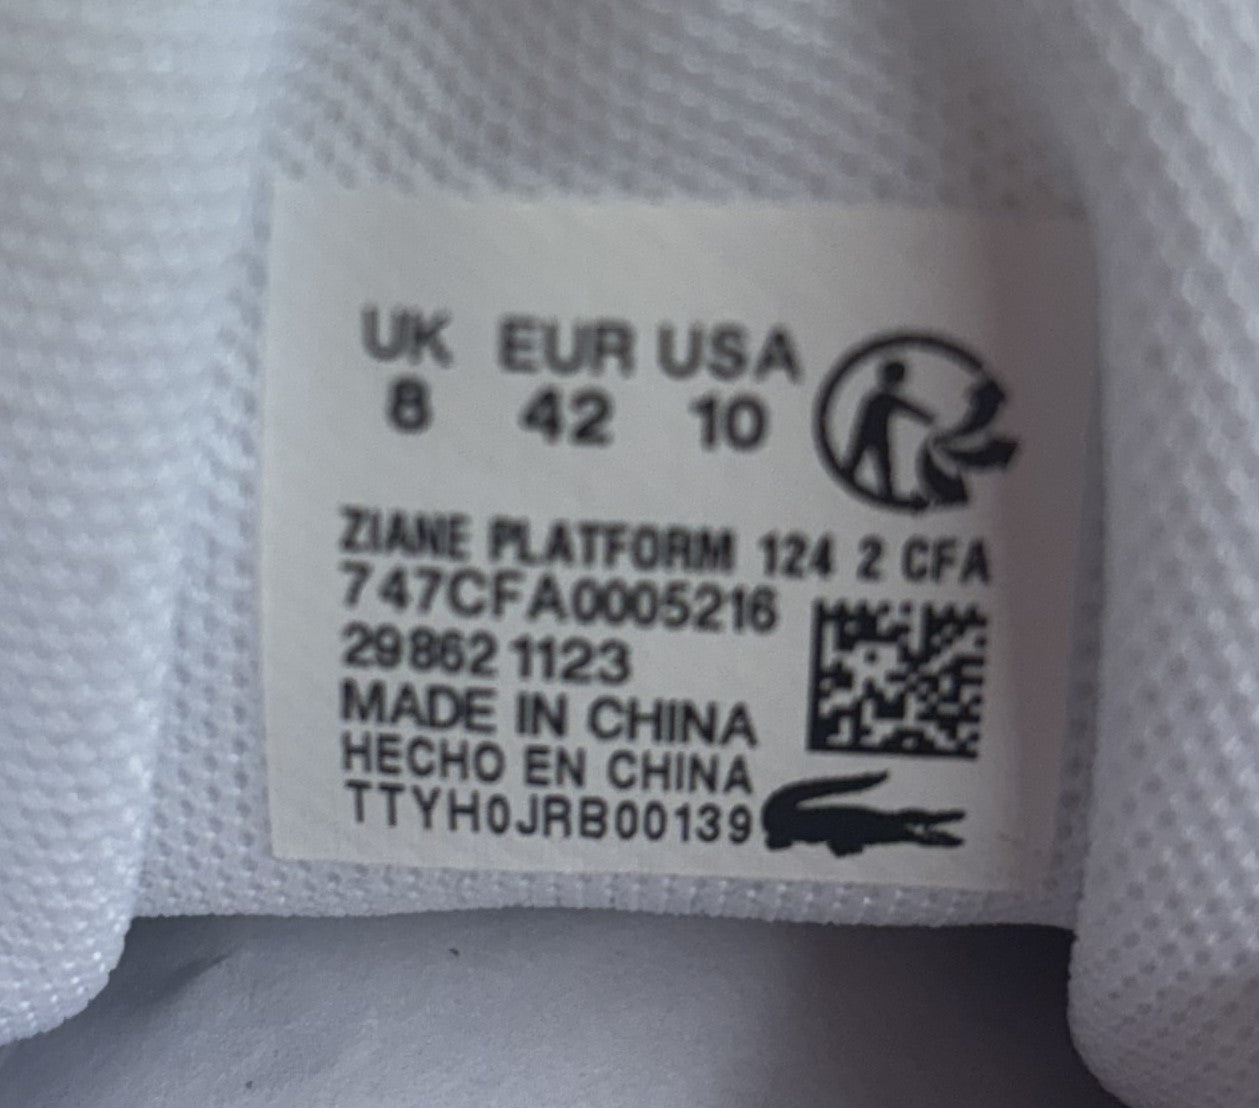 UK EUR USA
8 42 10
ZIANE PLATFORM 124 2 CFA
747CFA0005216
29862 1123
MADE IN CHINA
HECHO EN CHINA
TTYH0JRB00139